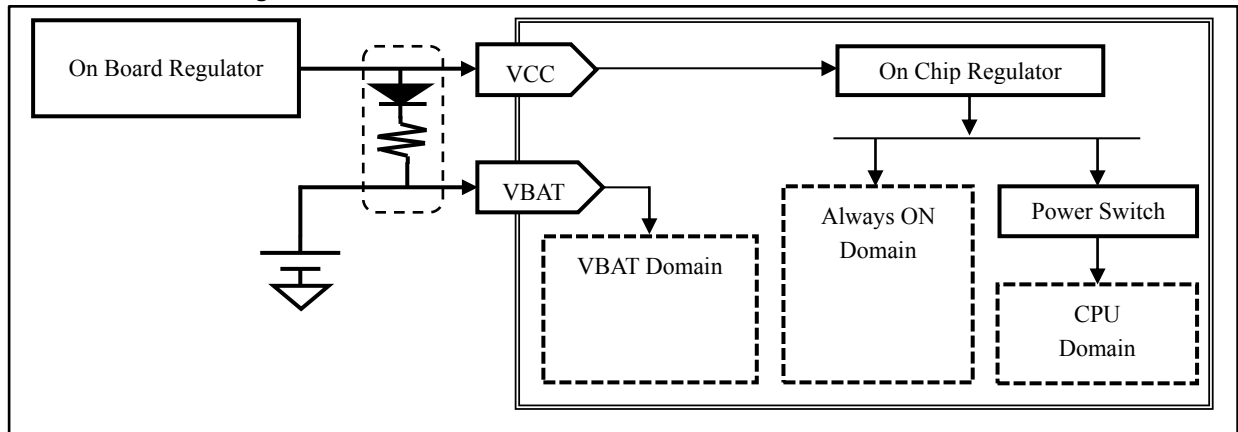 On Board Regulator
VCC
On Chip Regulator
VBAT
VBAT Domain
Always ON
Domain
Power Switch
CPU
Domain